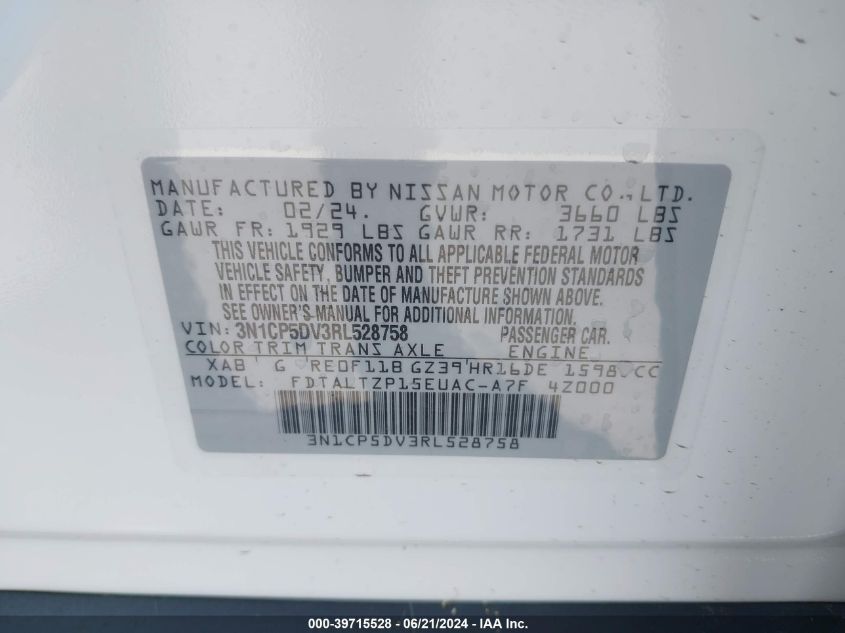 MANUFACTURED BY NISSAN MOTOR CO., LTD.
DATE: 02/24. GVWR: 3660 LBS
GAWR FR: 1929 LBS GAWR RR: 1731 LBS
THIS VEHICLE CONFORMS TO ALL APPLICABLE FEDERAL MOTOR
VEHICLE SAFETY, BUMPER AND THEFT PREVENTION STANDARDS
IN EFFECT ON THE DATE OF MANUFACTURE SHOWN ABOVE.
SEE OWNER'S MANUAL FOR ADDITIONAL INFORMATION.
VIN: 3N1CP5DV3RL528758 PASSENGER CAR.
COLOR TRIM TRANS AXLE ENGINE
XAB G RE0F11B GZ39 HR16DE 1598 CC
MODEL: FDTALTZP15EUAC-A7F 4Z000
3N1CP5DV3RL528758
000-39715528 - 06/21/2024 - IAA Inc.